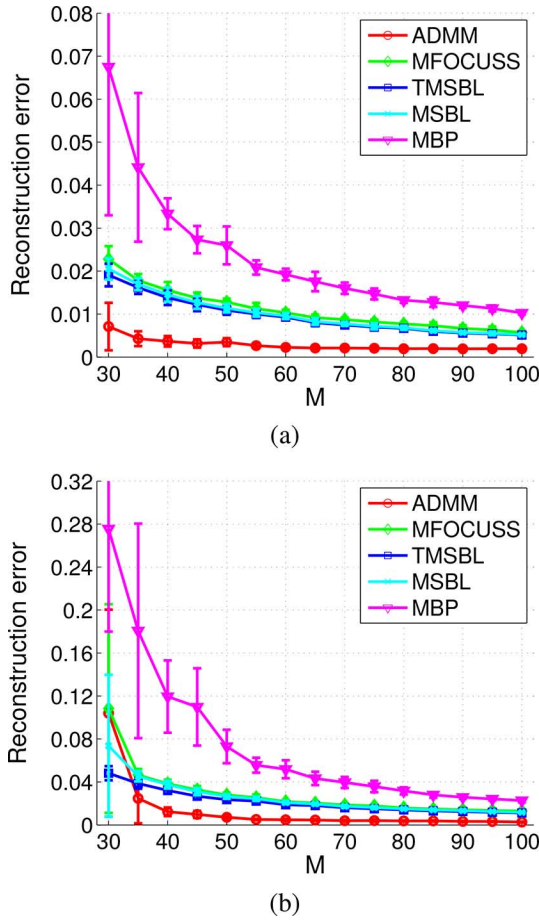 0.08
0.07
0.06
0.05
0.04
0.03
0.02
0.01
0
Reconstruction error
ADMM
MFOCUSS
TMSBL
MSBL
MBP
30 40 50 60 70 80 90 100
M
(a)
0.32
0.28
0.24
0.2
0.16
0.12
0.08
0.04
0
Reconstruction error
ADMM
MFOCUSS
TMSBL
MSBL
MBP
30 40 50 60 70 80 90 100
M
(b)